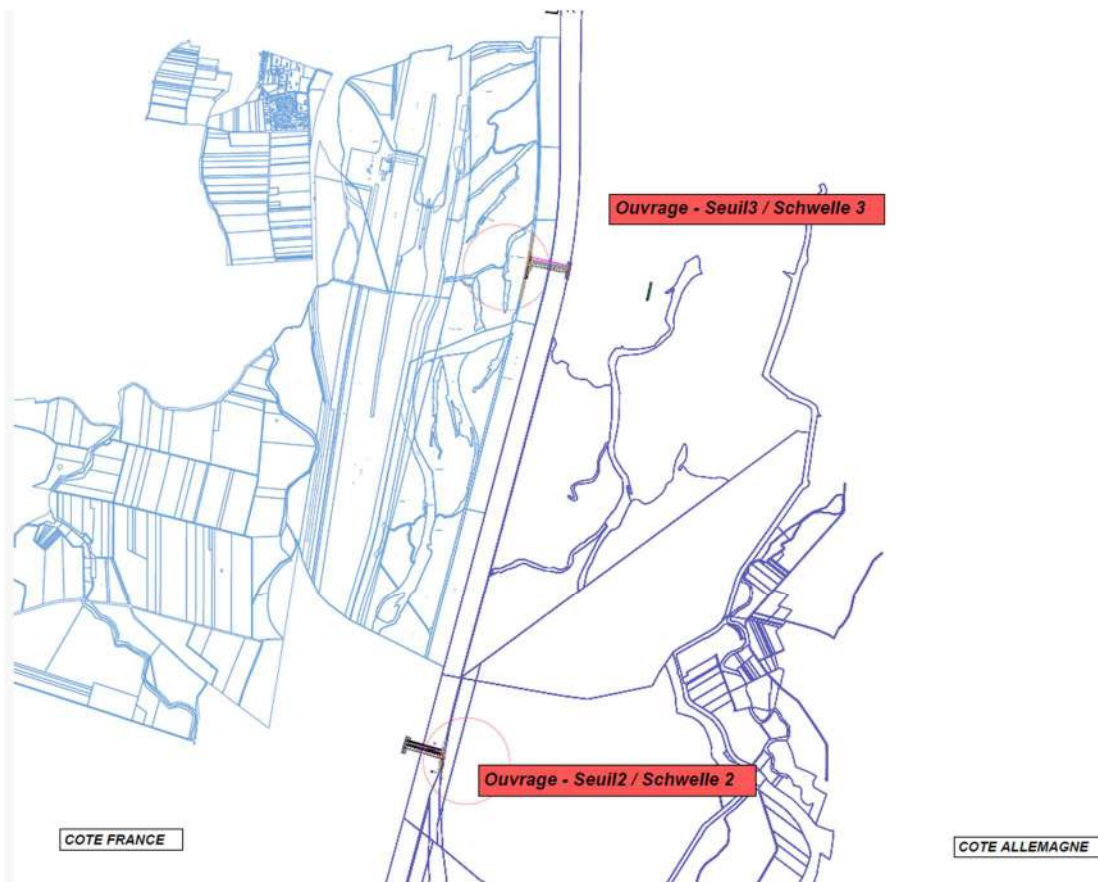 Ouvrage - Seuil3 / Schwelle 3
Ouvrage - Seuil2 / Schwelle 2
COTE FRANCE
COTE ALLEMAGNE